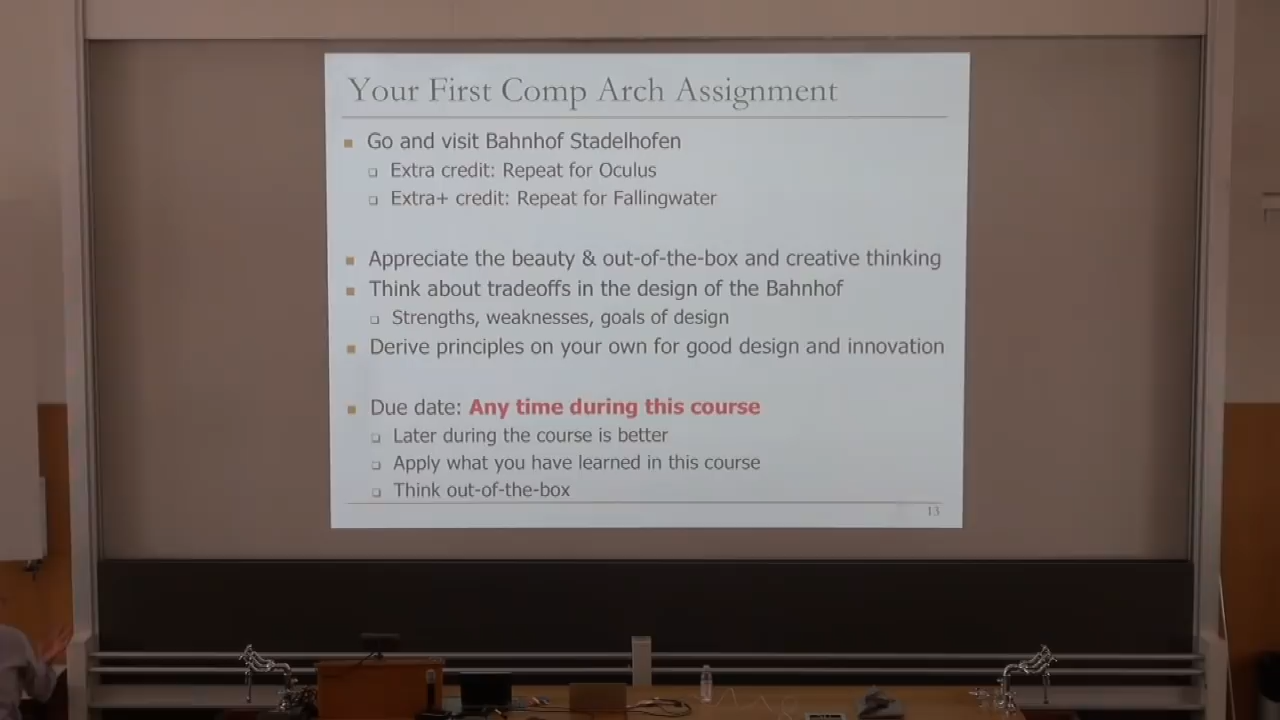 Your First Comp Arch Assignment
Go and visit Bahnhof Stadelhofen
Extra credit: Repeat for Oculus
Extra+ credit: Repeat for Fallingwater
Appreciate the beauty & out-of-the-box and creative thinking
Think about tradeoffs in the design of the Bahnhof
Strengths, weaknesses, goals of design
Derive principles on your own for good design and innovation
Due date: Any time during this course
Later during the course is better
Apply what you have learned in this course
Think out-of-the-box
13